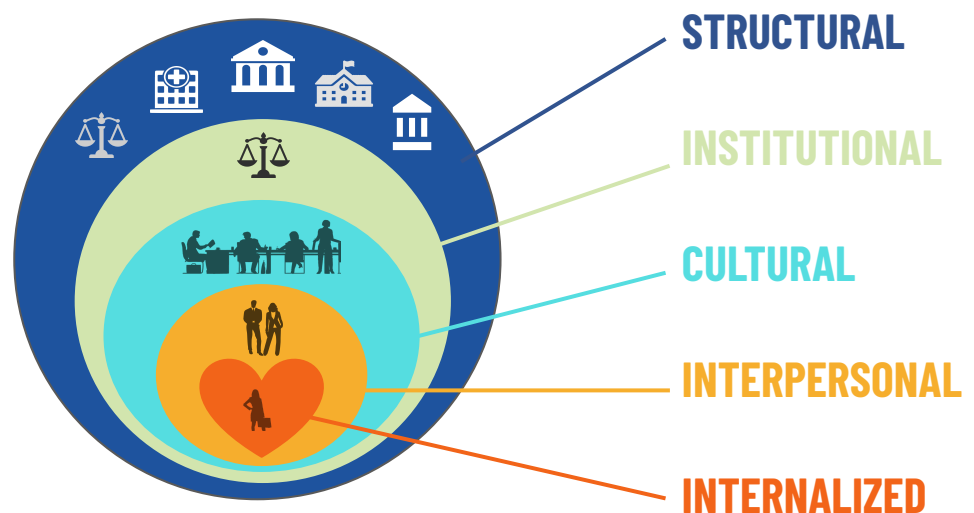 STRUCTURAL
INSTITUTIONAL
CULTURAL
INTERPERSONAL
INTERNALIZED